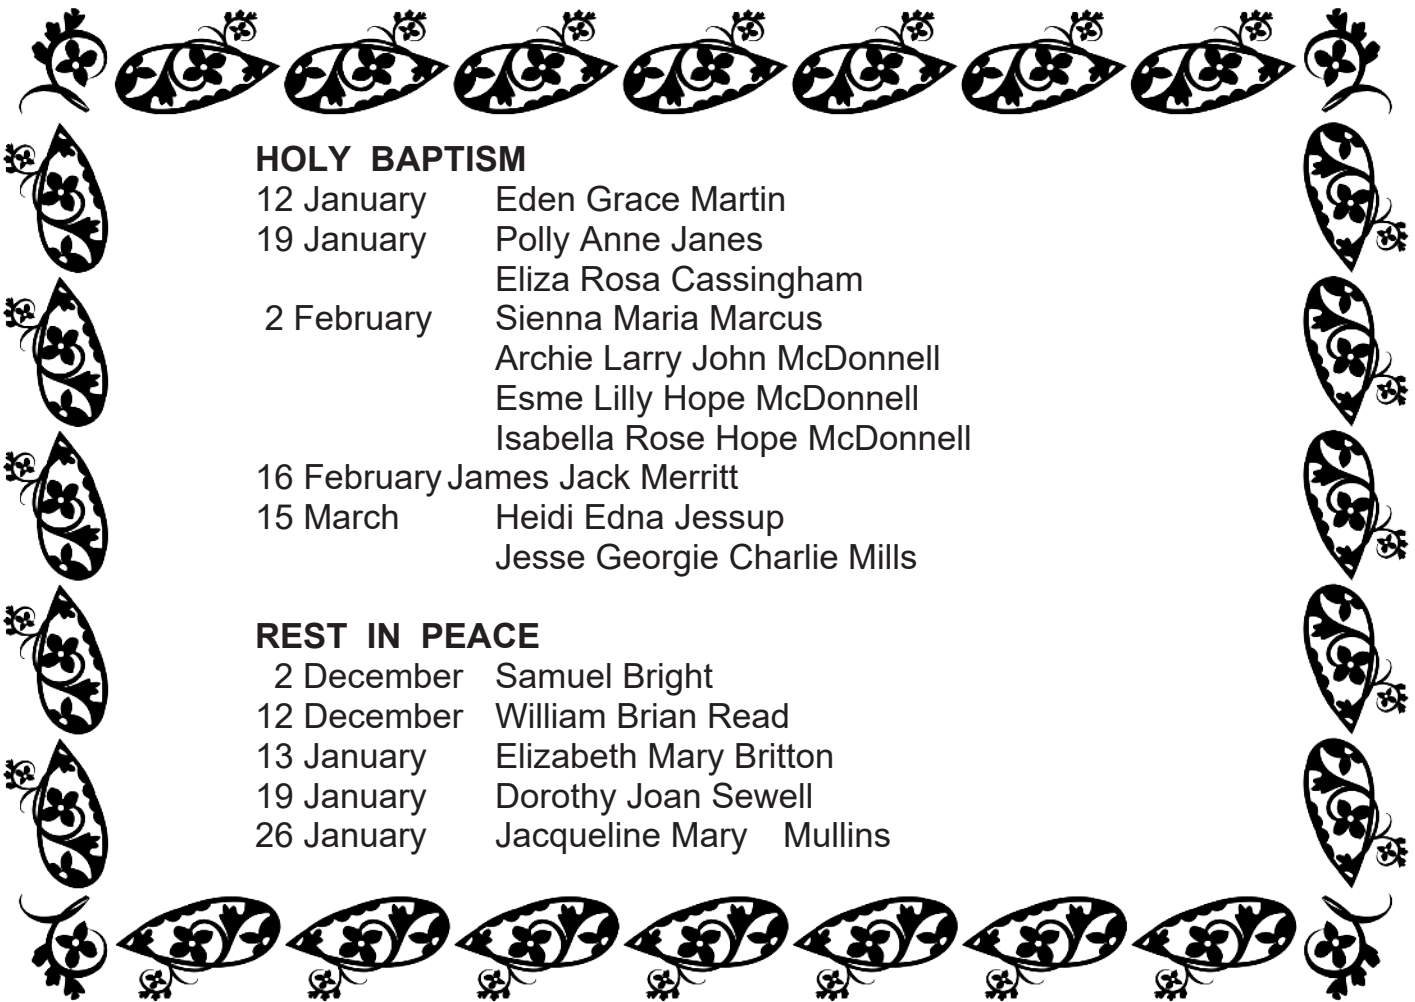 HOLY BAPTISM
12 January Eden Grace Martin
19 January Polly Anne Janes
Eliza Rosa Cassingham
2 February Sienna Maria Marcus
Archie Larry John McDonnell
Esme Lilly Hope McDonnell
Isabella Rose Hope McDonnell
16 February James Jack Merritt
15 March Heidi Edna Jessup
Jesse Georgie Charlie Mills
REST IN PEACE
2 December Samuel Bright
12 December William Brian Read
13 January Elizabeth Mary Britton
19 January Dorothy Joan Sewell
26 January Jacqueline Mary Mullins